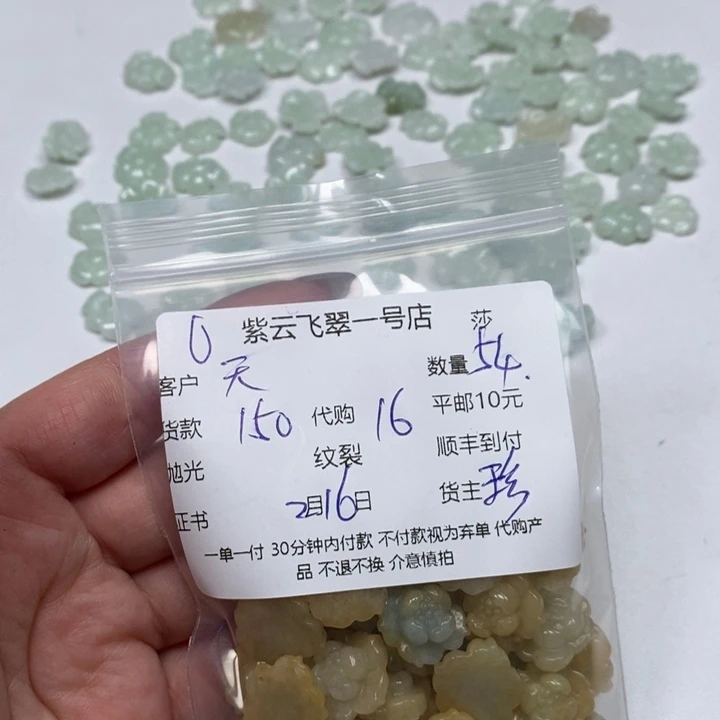 紫云飞翠一号店 莎
客户 天 数量 54.
货款 150 代购 16 平邮10元
抛光 纹裂 顺丰到付
证书 2月16日 货主 珍
一单一付 30分钟内付款 不付款视为弃单 代购产
品 不退不换 介意慎拍